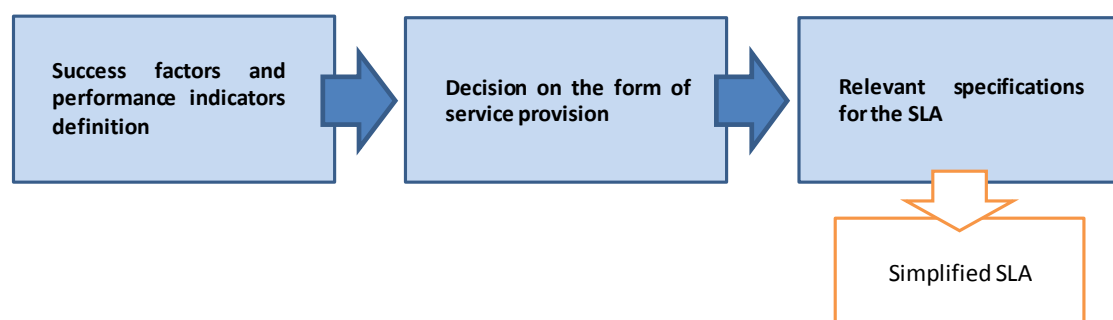 Success factors and
performance indicators
definition
Decision on the form of
service provision
Relevant specifications
for the SLA
Simplified SLA